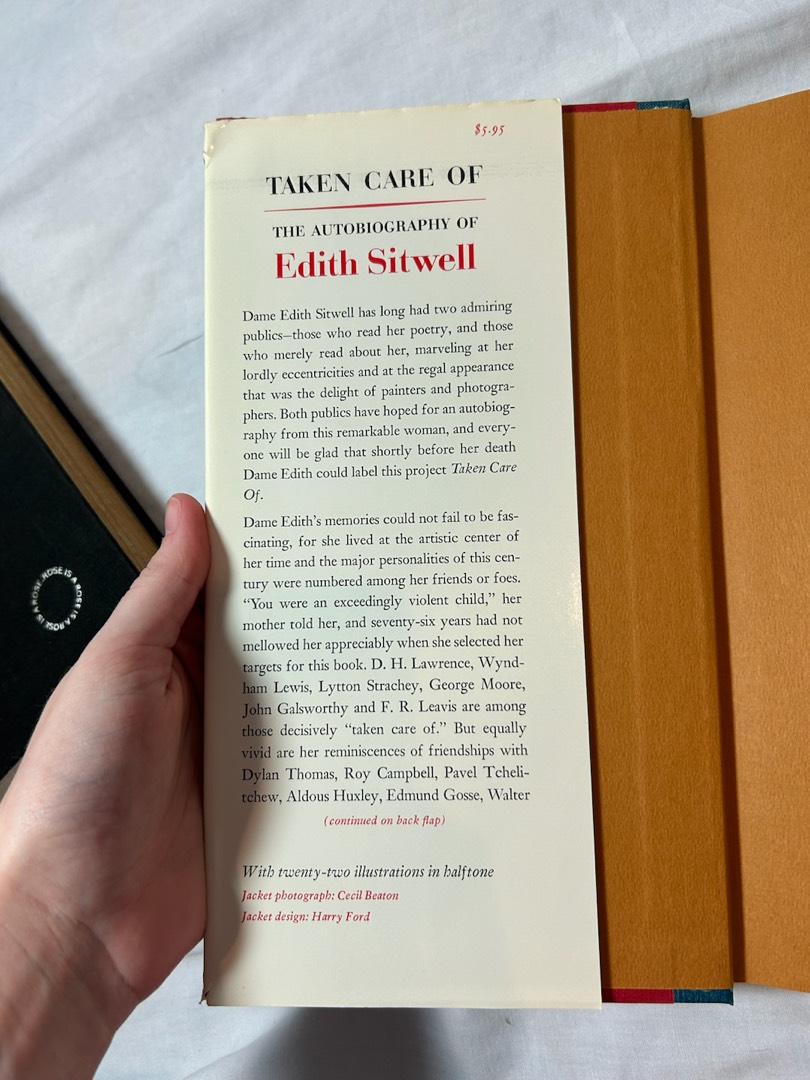 $5.95
TAKEN CARE OF
THE AUTOBIOGRAPHY OF
Edith Sitwell
Dame Edith Sitwell has long had two admiring
publics—those who read her poetry, and those
who merely read about her, marveling at her
lordly eccentricities and at the regal appearance
that was the delight of painters and photogra-
phers. Both publics have hoped for an autobiog-
raphy from this remarkable woman, and every-
one will be glad that shortly before her death
Dame Edith could label this project Taken Care
Of.
Dame Edith's memories could not fail to be fas-
cinating, for she lived at the artistic center of
her time and the major personalities of this cen-
tury were numbered among her friends or foes.
"You were an exceedingly violent child," her
mother told her, and seventy-six years had not
mellowed her appreciably when she selected her
targets for this book. D. H. Lawrence, Wynd-
ham Lewis, Lytton Strachey, George Moore,
John Galsworthy and F. R. Leavis are among
those decisively "taken care of." But equally
vivid are her reminiscences of friendships with
Dylan Thomas, Roy Campbell, Pavel Tcheli-
tchew, Aldous Huxley, Edmund Gosse, Walter
(continued on back flap)
With twenty-two illustrations in halftone
Jacket photograph: Cecil Beaton
Jacket design: Harry Ford
ROSE IS A ROSE IS A ROSE IS A ROSE